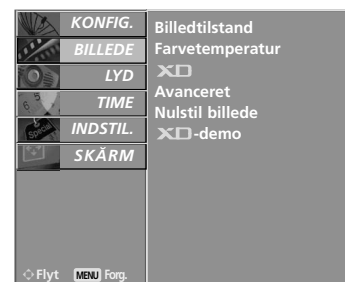 KONFIG.
BILLEDE
LYD
TIME
INDSTIL.
SKÄRM
Billedtilstand
Farvetemperatur
XD
Avanceret
Nulstil billede
XD-demo
Flyt MENU Forg.